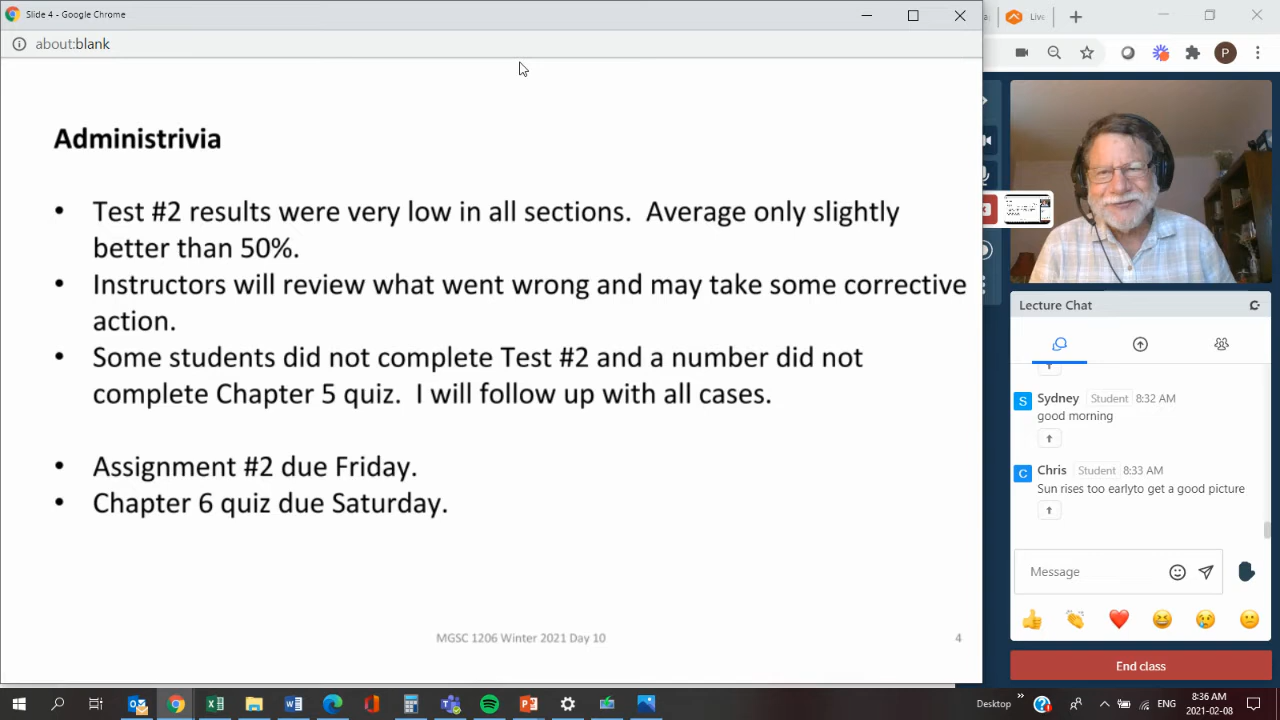 Slide 4 - Google Chrome
Live
about:blank
P
Administrivia
• Test #2 results were very low in all sections. Average only slightly
better than 50%.
• Instructors will review what went wrong and may take some corrective
action.
• Some students did not complete Test #2 and a number did not
complete Chapter 5 quiz. I will follow up with all cases.
• Assignment #2 due Friday.
• Chapter 6 quiz due Saturday.
MGSC 1206 Winter 2021 Day 10
4
Lecture Chat
S Sydney Student 8:32 AM
good morning
C Chris Student 8:33 AM
Sun rises too earlyto get a good picture
Message
End class
Desktop
ENG
8:36 AM
2021-02-08